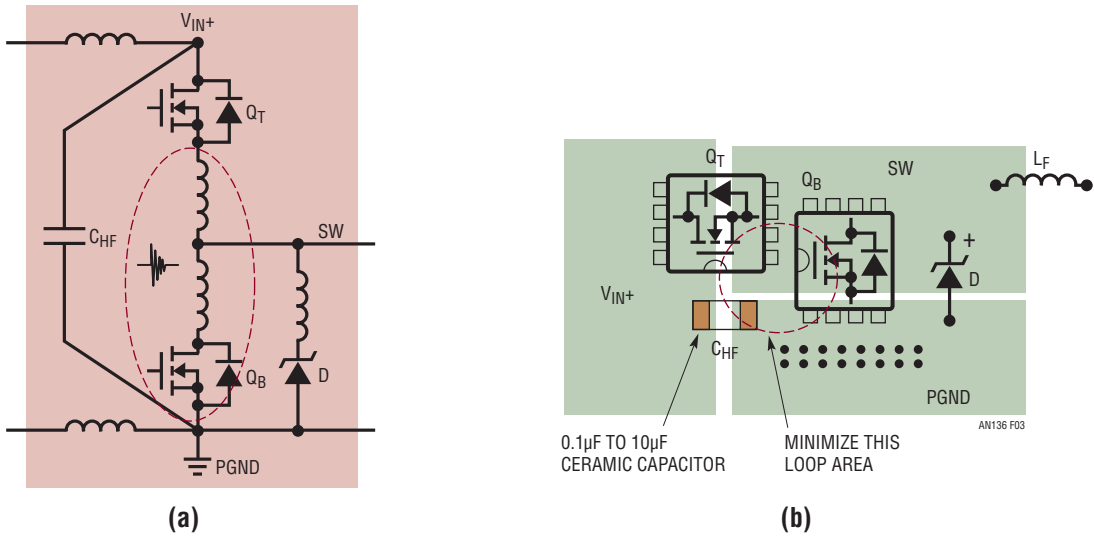 VIN+
QT
CHF
SW
QB
D
PGND
(a)
QT
SW
LF
QB
+
D
VIN+
CHF
PGND
AN136 F03
0.1µF TO 10µF
CERAMIC CAPACITOR
MINIMIZE THIS
LOOP AREA
(b)